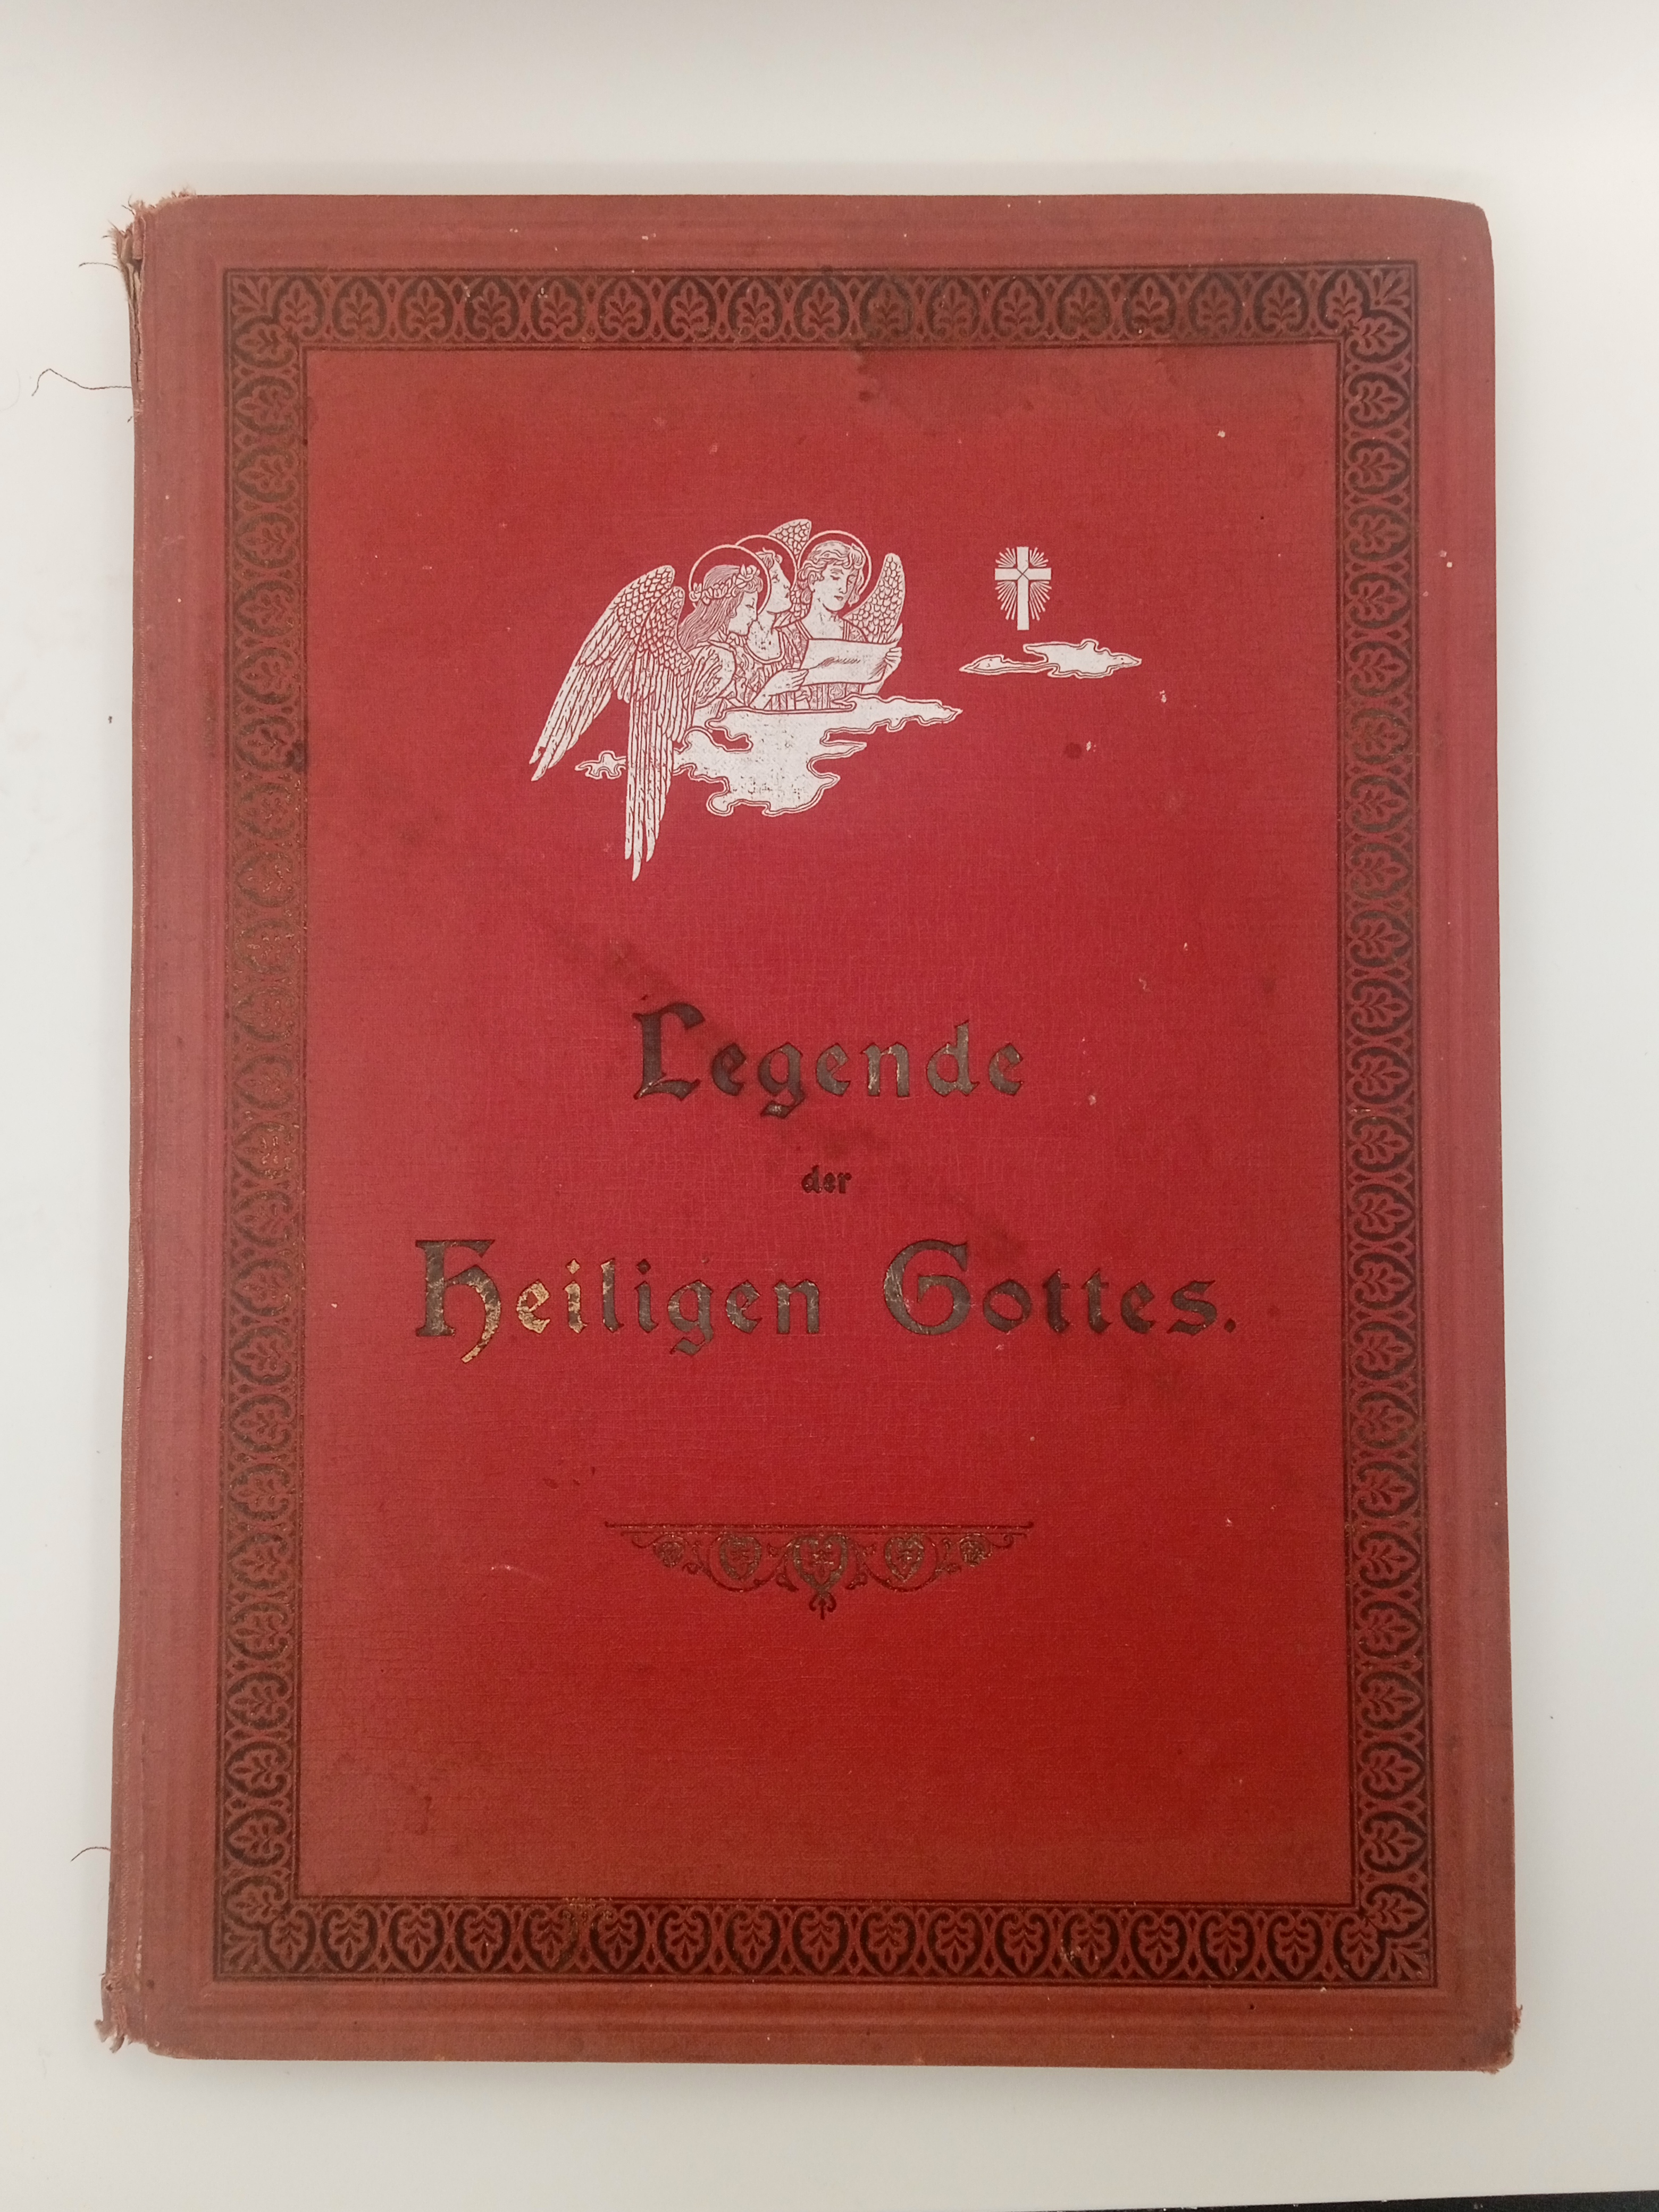 Legende
der
Heiligen Gottes.